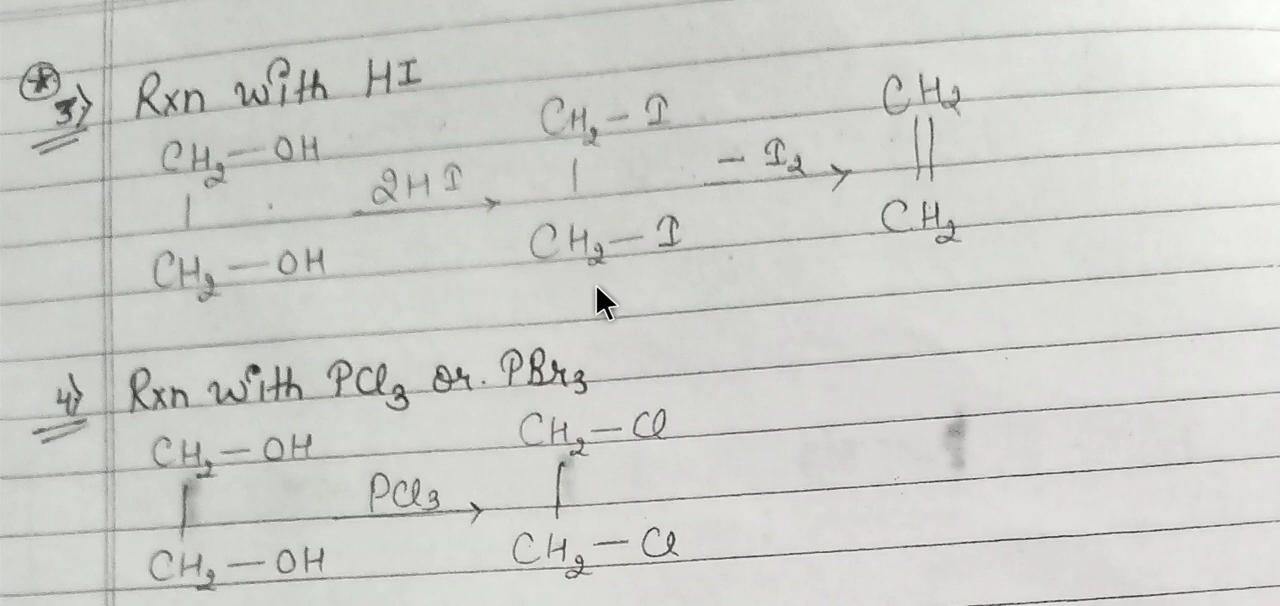 3) Rxn with HI
CH2-OH CH2-I CH2
| 2HI → | -I2 → ||
CH2-OH CH2-I CH2
4) Rxn with PCl3 or. PBr3
CH2-OH CH2-Cl
| PCl3 → |
CH2-OH CH2-Cl